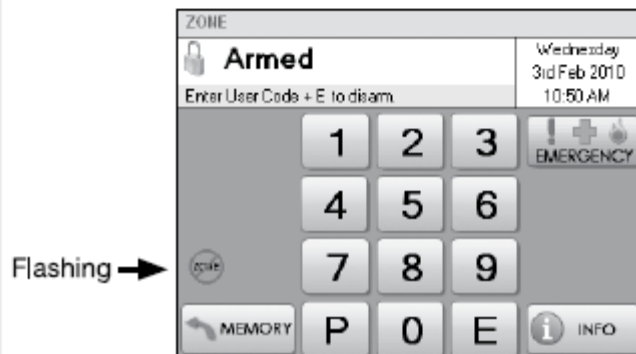 ZONE
Armed
Wednesday
3rd Feb 2010
10:50 AM
Enter User Code + E to disarm.
1 2 3
EMERGENCY
4 5 6
Flashing
zone
7 8 9
MEMORY
P 0 E
i INFO